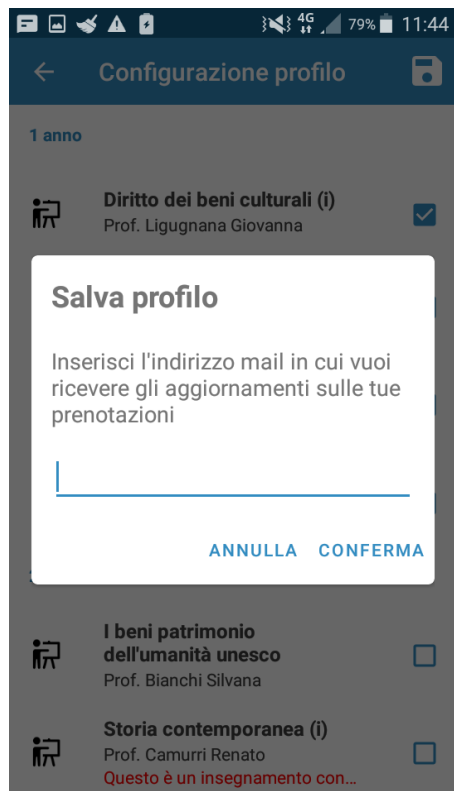 4G 79% 11:44
Configurazione profilo
1 anno
Diritto dei beni culturali (i)
Prof. Ligugnana Giovanna
Salva profilo
Inserisci l'indirizzo mail in cui vuoi
ricevere gli aggiornamenti sulle tue
prenotazioni
ANNULLA CONFERMA
I beni patrimonio
dell'umanità unesco
Prof. Bianchi Silvana
Storia contemporanea (i)
Prof. Camurri Renato
Questo è un insegnamento con...